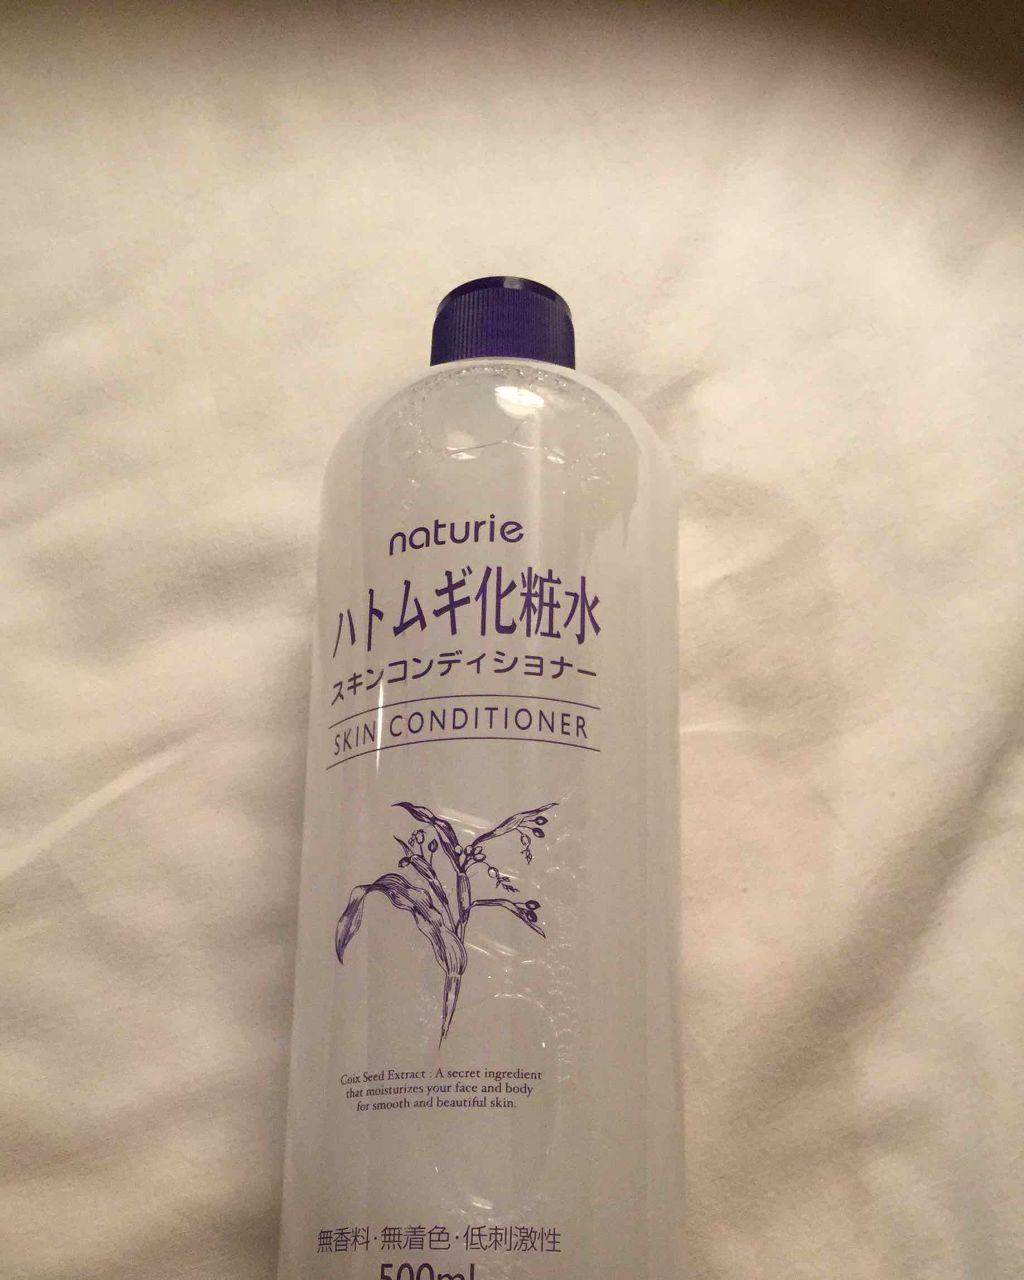 naturie
ハトムギ化粧水
スキンコンディショナー
SKIN CONDITIONER
Coix Seed Extract : A secret ingredient
that moisturizes your face and body
for smooth and beautiful skin.
無香料・無着色・低刺激性
500ml